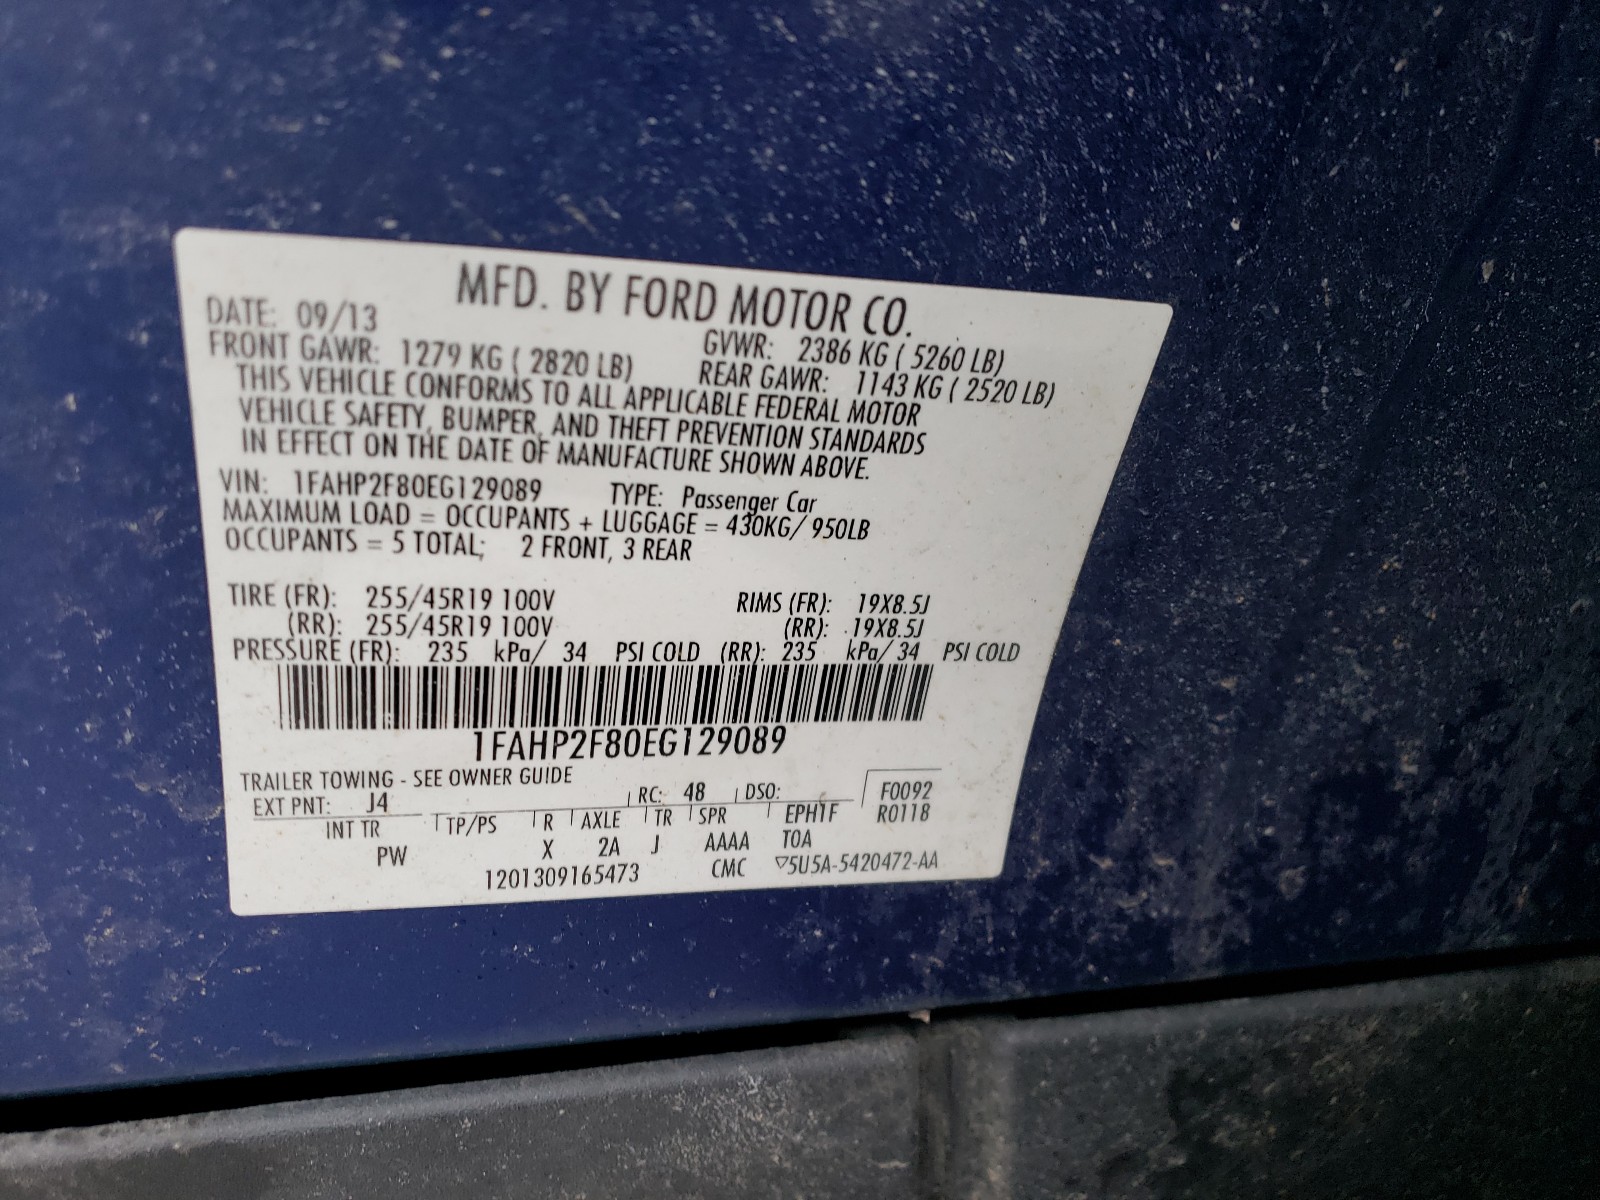 MFD. BY FORD MOTOR CO.
DATE: 09/13 GVWR: 2386 KG ( 5260 LB)
FRONT GAWR: 1279 KG ( 2820 LB) REAR GAWR: 1143 KG ( 2520 LB)
THIS VEHICLE CONFORMS TO ALL APPLICABLE FEDERAL MOTOR
VEHICLE SAFETY, BUMPER, AND THEFT PREVENTION STANDARDS
IN EFFECT ON THE DATE OF MANUFACTURE SHOWN ABOVE.
VIN: 1FAHP2F80EG129089 TYPE: Passenger Car
MAXIMUM LOAD = OCCUPANTS + LUGGAGE = 430KG/ 950LB
OCCUPANTS = 5 TOTAL; 2 FRONT, 3 REAR
TIRE (FR): 255/45R19 100V RIMS (FR): 19X8.5J
(RR): 255/45R19 100V (RR): 19X8.5J
PRESSURE (FR): 235 kPa/ 34 PSI COLD (RR): 235 kPa/ 34 PSI COLD
1FAHP2F80EG129089
TRAILER TOWING - SEE OWNER GUIDE
EXT PNT: J4 RC: 48 DSO: F0092
INT TR TP/PS R AXLE TR SPR EPH1F R0118
PW X 2A J AAAA T0A
1201309165473 CMC ▽5U5A-5420472-AA